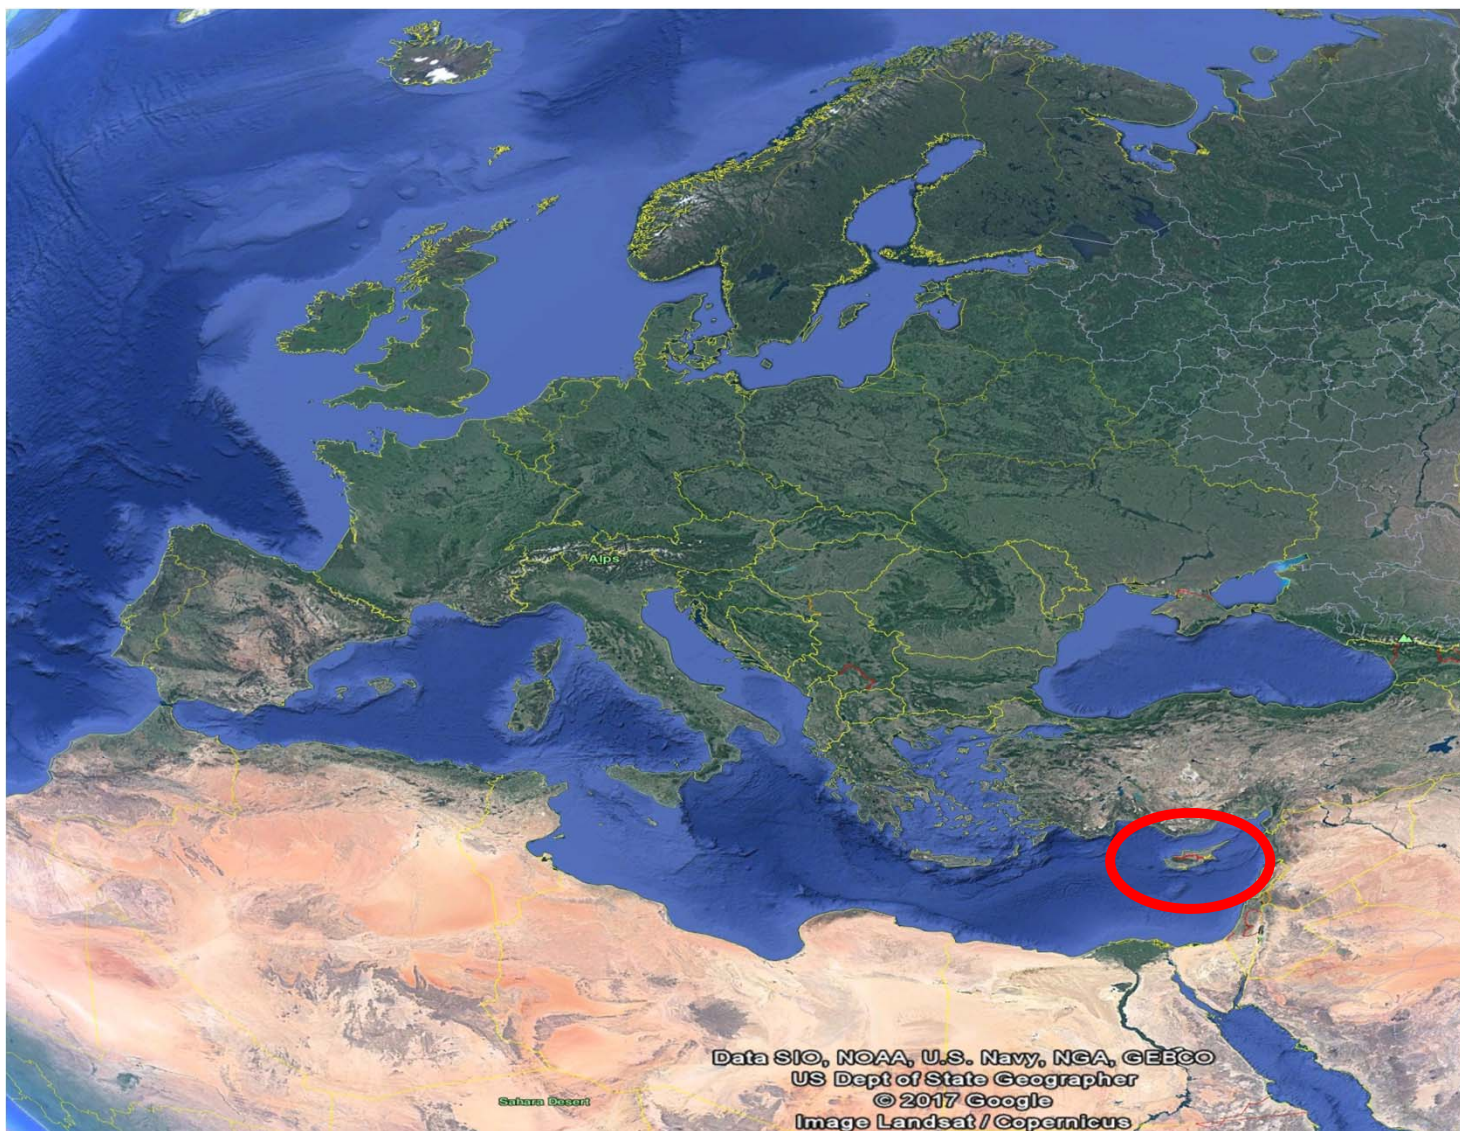 Alps
Data SIO, NOAA, U.S. Navy, NGA, GEBCO
US Dept of State Geographer
© 2017 Google
Sahara Desert
Image Landsat / Copernicus